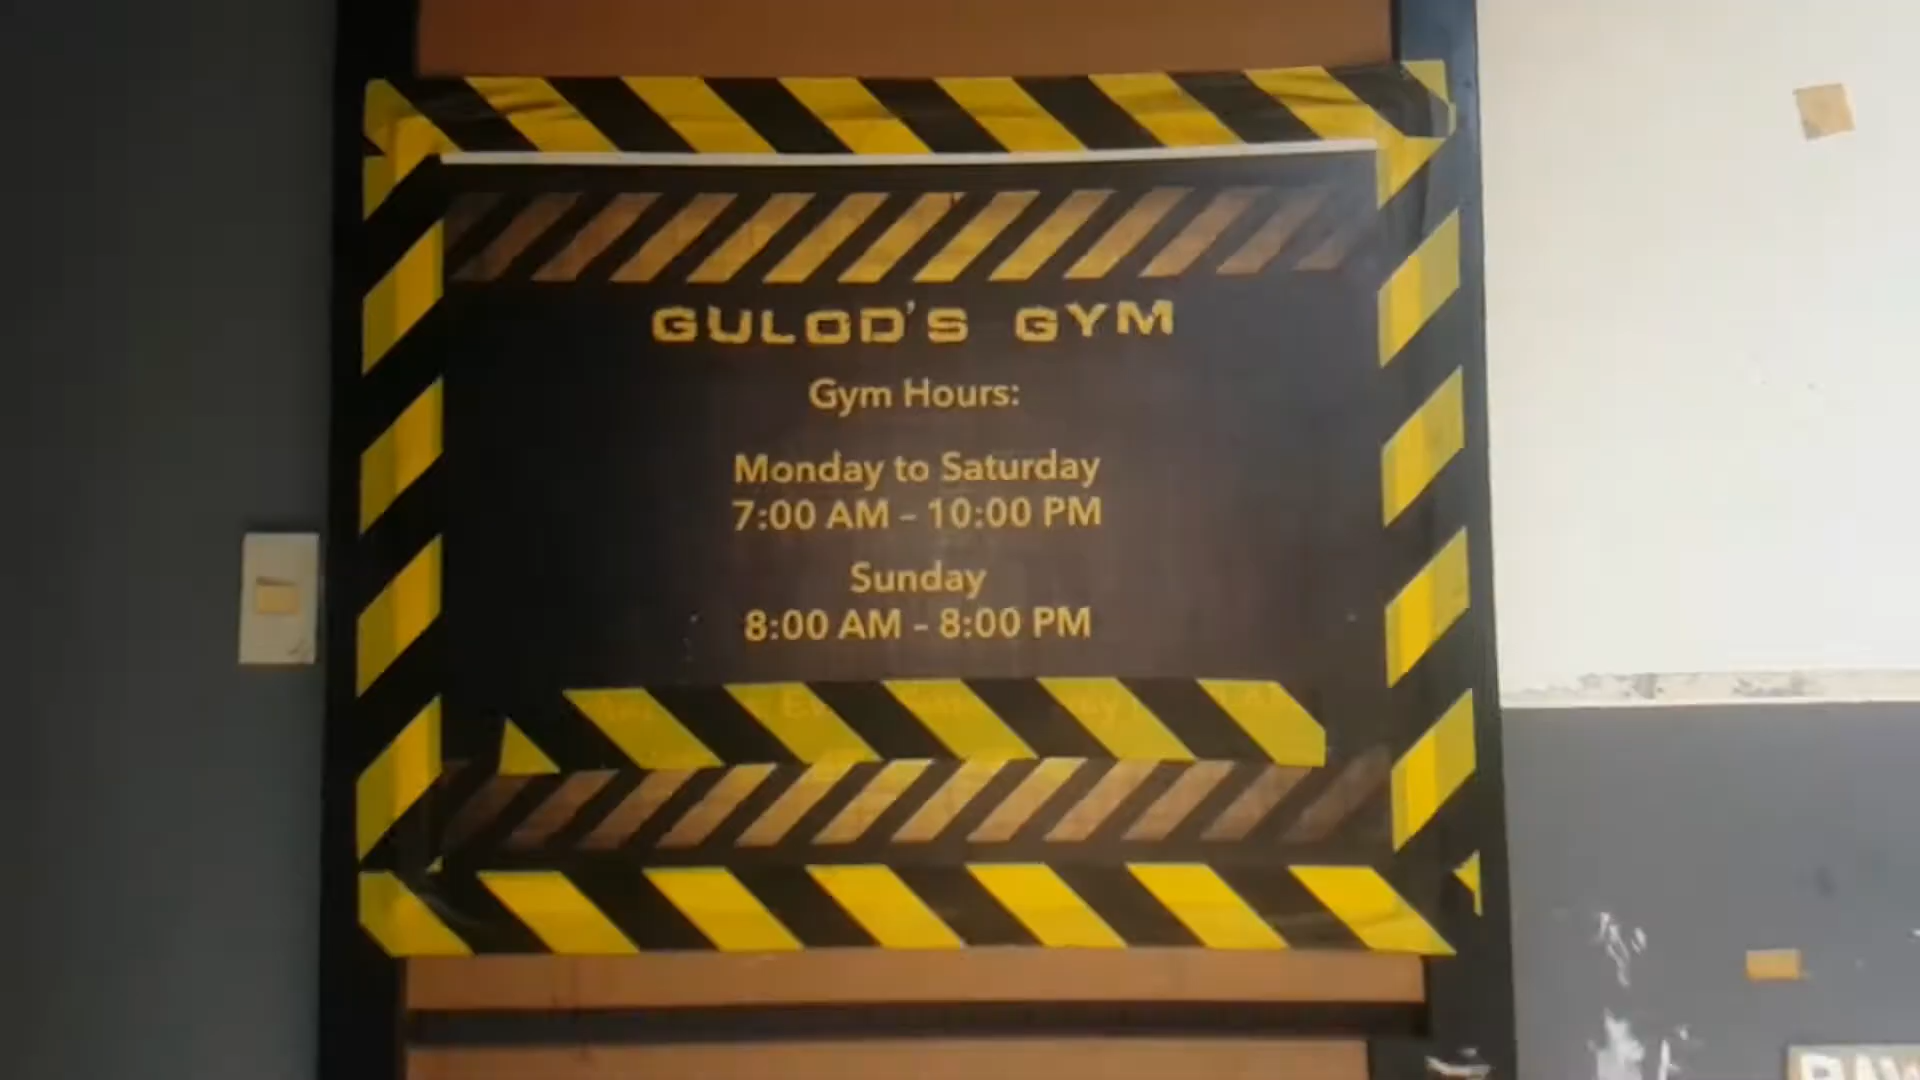 GULOD'S GYM
Gym Hours:
Monday to Saturday
7:00 AM – 10:00 PM
Sunday
8:00 AM – 8:00 PM